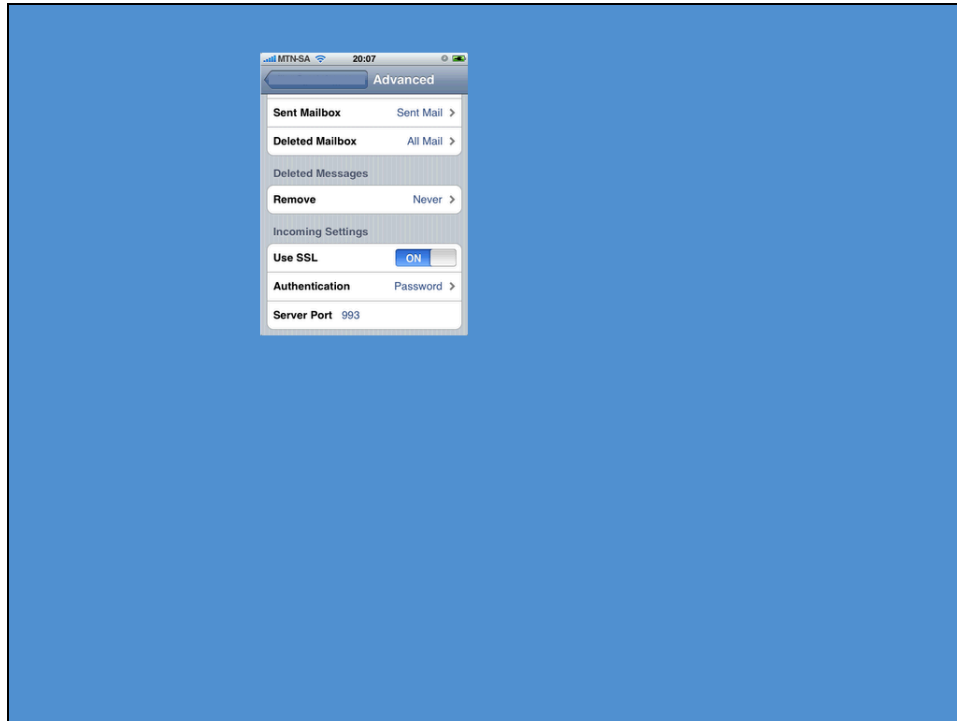 MTN-SA 20:07
Advanced
Sent Mailbox Sent Mail
Deleted Mailbox All Mail
Deleted Messages
Remove Never
Incoming Settings
Use SSL ON
Authentication Password
Server Port 993